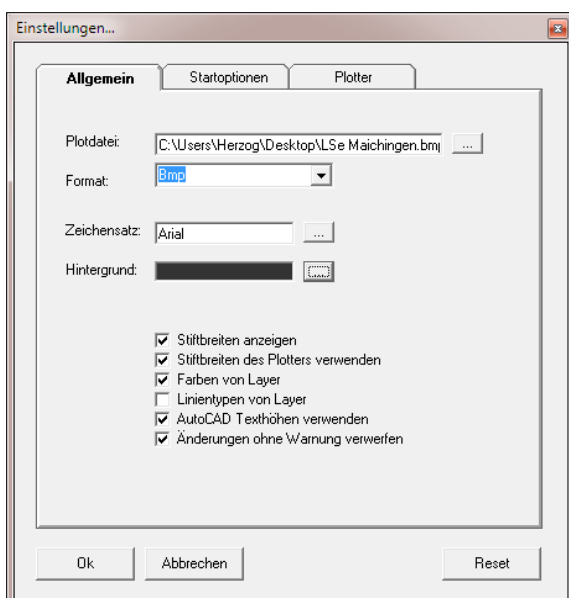 Einstellungen...
Allgemein Startoptionen Plotter
Plotdatei: C:\Users\Herzog\Desktop\LSe Maichingen.bmp ...
Format: Bmp
Zeichensatz: Arial ...
Hintergrund: ...
Stiftbreiten anzeigen
Stiftbreiten des Plotters verwenden
Farben von Layer
Linientypen von Layer
AutoCAD Texthöhen verwenden
Änderungen ohne Warnung verwerfen
Ok Abbrechen Reset